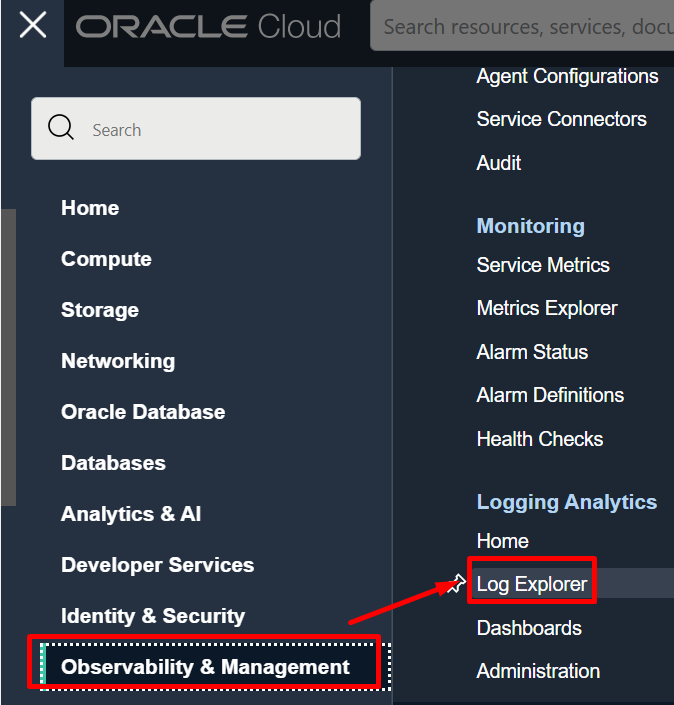 ORACLE Cloud
Search resources, services, docu
Search
Home
Compute
Storage
Networking
Oracle Database
Databases
Analytics & AI
Developer Services
Identity & Security
Observability & Management
Agent Configurations
Service Connectors
Audit
Monitoring
Service Metrics
Metrics Explorer
Alarm Status
Alarm Definitions
Health Checks
Logging Analytics
Home
Log Explorer
Dashboards
Administration